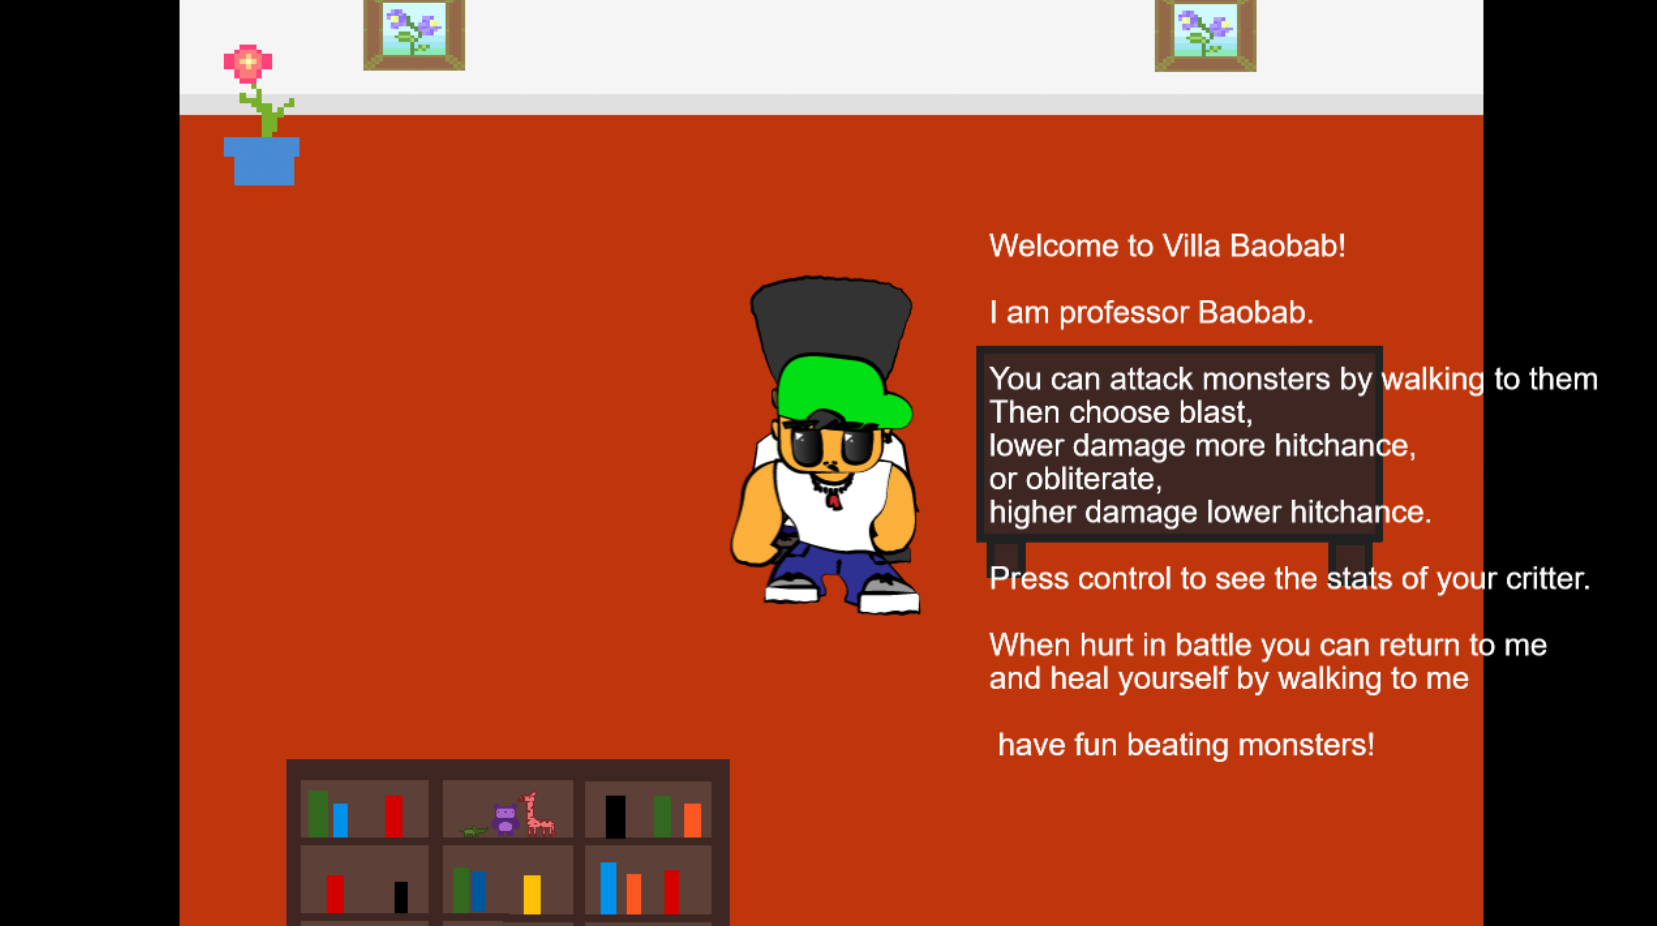 Welcome to Villa Baobab!
I am professor Baobab.
You can attack monsters by walking to them
Then choose blast,
lower damage more hitchance,
or obliterate,
higher damage lower hitchance.
Press control to see the stats of your critter.
When hurt in battle you can return to me
and heal yourself by walking to me
have fun beating monsters!